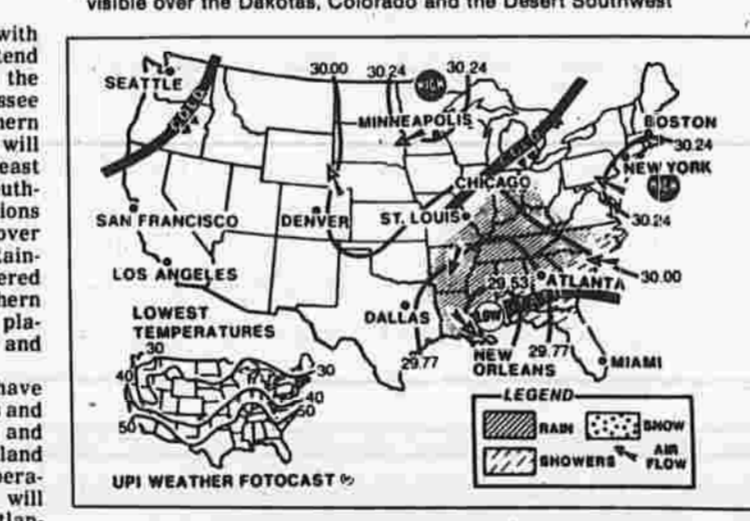 visible over the Dakotas, Colorado and the Desert Southwest
with
tend
the
ssee
hern
will
east
uth-
ions
over
Rain-
ered
hern
pla-
and
have
and
and
land
pera-
will
SEATTLE
COLD
30.00 30.24 30.24
HIGH
MINNEAPOLIS
BOSTON
30.24
NEW YORK
HIGH
CHICAGO
30.24
SAN FRANCISCO
DENVER
ST. LOUIS
LOS ANGELES
29.53
ATLANTA
30.00
DALLAS
LOW
LOWEST
TEMPERATURES
29.77
NEW
ORLEANS
29.77
MIAMI
30
30
40
40
50
50
LEGEND
RAIN
SNOW
SHOWERS
AIR
FLOW
UPI WEATHER FOTOCAST